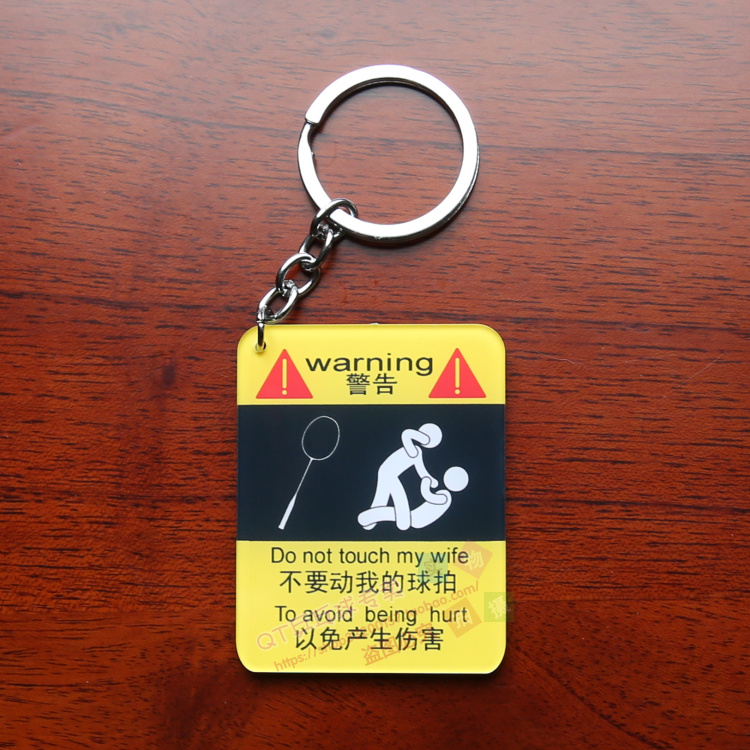 warning
警告
Do not touch my wife
不要动我的球拍
To avoid being hurt
以免产生伤害